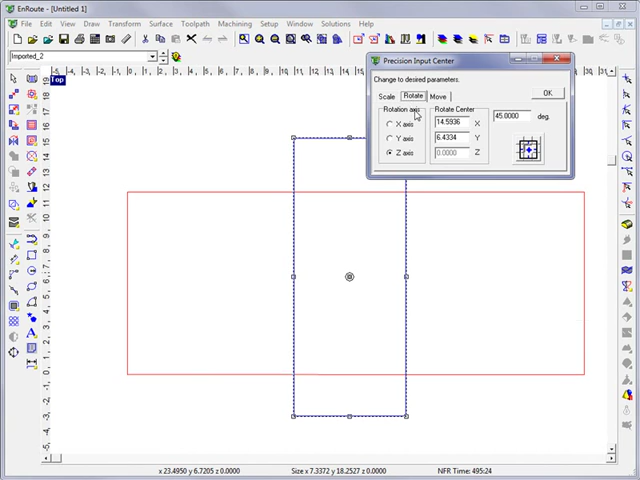 EnRoute - [Untitled 1]
File Edit View Draw Transform Surface Toolpath Machining Setup Window Solutions Help
Imported_2
Top
Precision Input Center
Change to desired parameters.
Scale Rotate Move
OK
Rotation axis
X axis
Y axis
Z axis
Rotate Center
14.5936 X
6.4334 Y
0.0000 Z
45.0000 deg.
x 23.4950 y 6.7205 z 0.0000 Size x 7.3372 y 18.2527 z 0.0000 NFR Time: 495:24